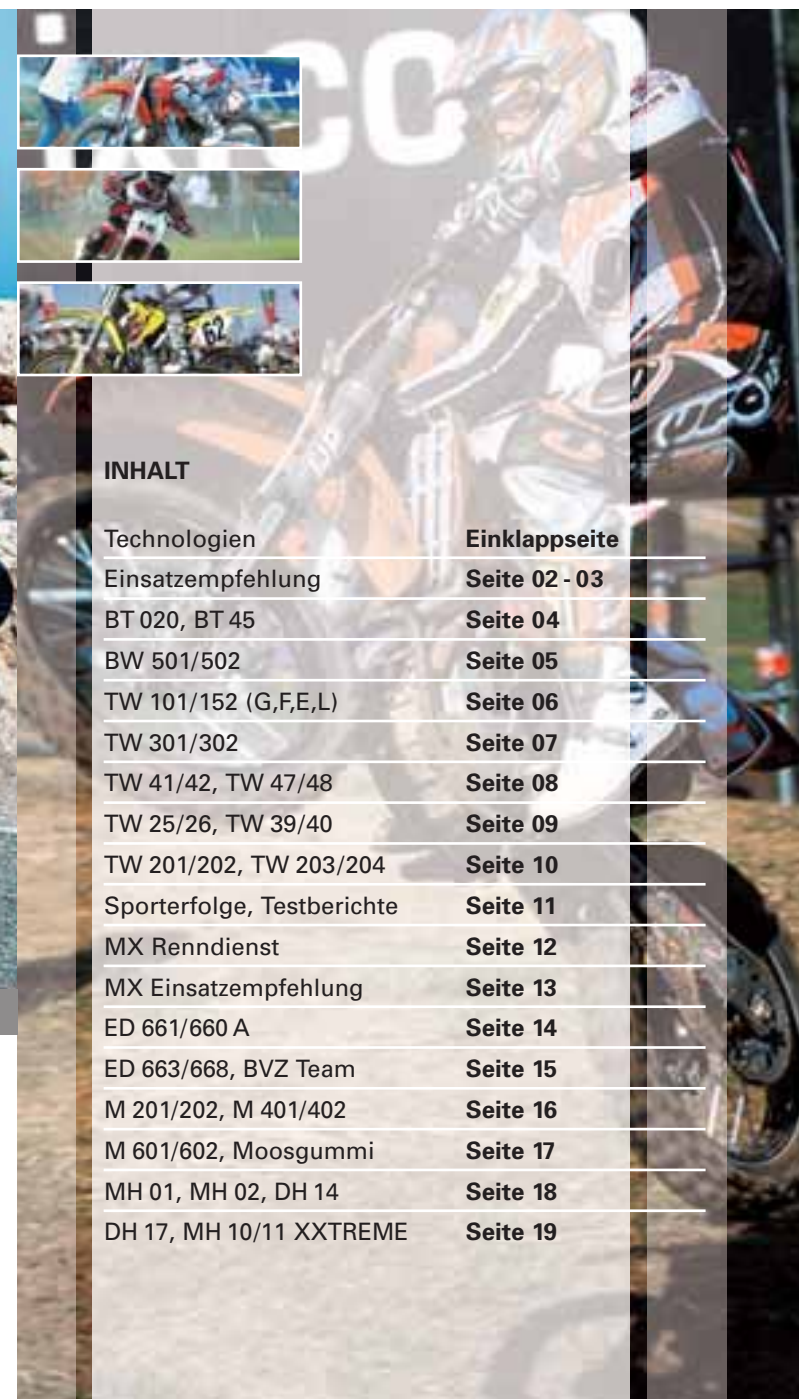 INHALT
Technologien Einklappseite
Einsatzempfehlung Seite 02 - 03
BT 020, BT 45 Seite 04
BW 501/502 Seite 05
TW 101/152 (G,F,E,L) Seite 06
TW 301/302 Seite 07
TW 41/42, TW 47/48 Seite 08
TW 25/26, TW 39/40 Seite 09
TW 201/202, TW 203/204 Seite 10
Sporterfolge, Testberichte Seite 11
MX Renndienst Seite 12
MX Einsatzempfehlung Seite 13
ED 661/660 A Seite 14
ED 663/668, BVZ Team Seite 15
M 201/202, M 401/402 Seite 16
M 601/602, Moosgummi Seite 17
MH 01, MH 02, DH 14 Seite 18
DH 17, MH 10/11 XXTREME Seite 19
62